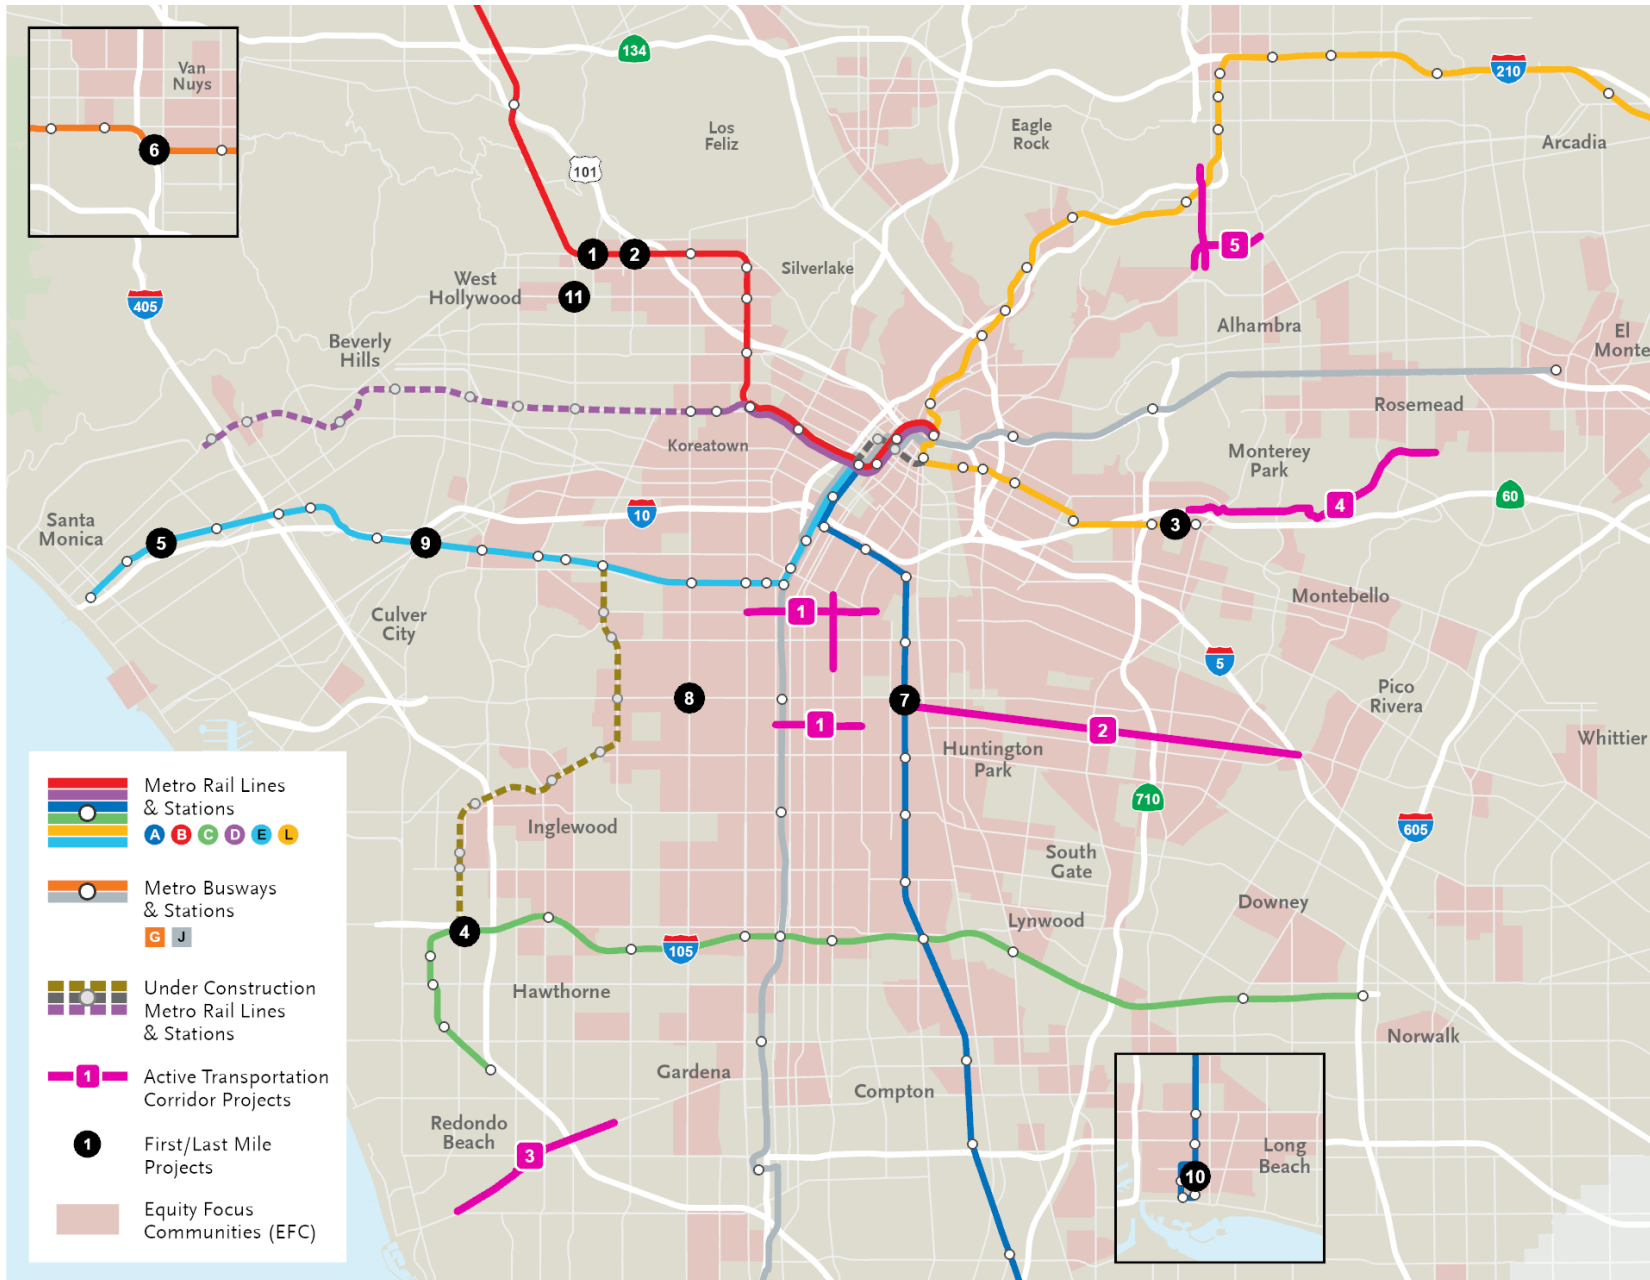 Van
Nuys
6
134
210
Los
Feliz
Eagle
Rock
Arcadia
101
1
2
5
West
Hollywood
Silverlake
11
405
Beverly
Hills
Alhambra
El
Monte
Rosemead
Koreatown
Monterey
Park
Santa
Monica
10
60
4
3
5
9
Culver
City
1
Montebello
5
8
7
Pico
Rivera
1
2
Huntington
Park
Whittier
710
Inglewood
605
South
Gate
Downey
Lynwood
4
105
Hawthorne
Norwalk
Gardena
Compton
Redondo
Beach
3
Long
Beach
10
Metro Rail Lines
& Stations
A B C D E L
Metro Busways
& Stations
G J
Under Construction
Metro Rail Lines
& Stations
1
Active Transportation
Corridor Projects
1
First/Last Mile
Projects
Equity Focus
Communities (EFC)